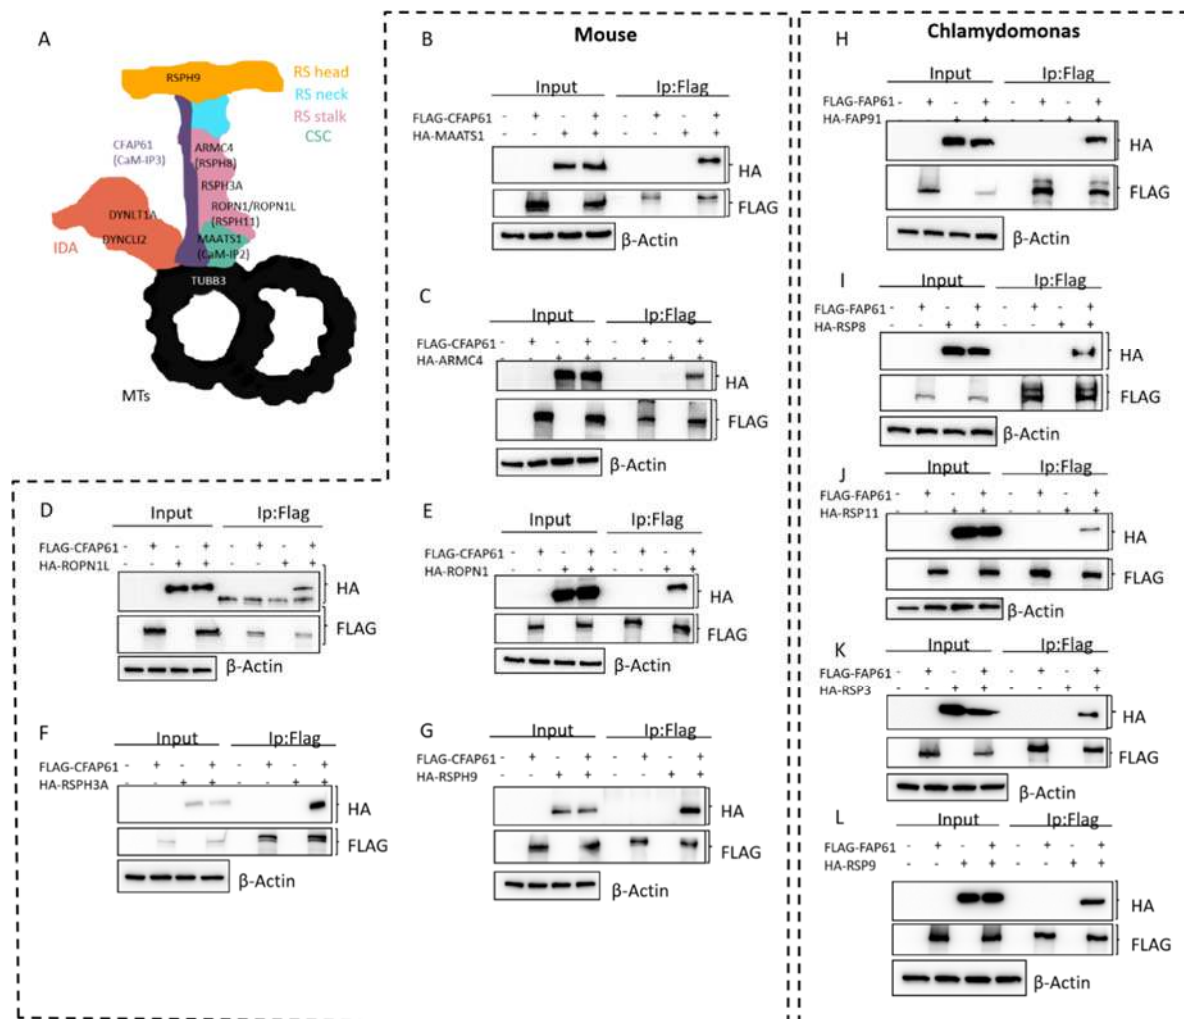 A
RSPH9
RS head
RS neck
RS stalk
CSC
CFAP61
(CaM-IP3)
ARMC4
(RSPH8)
RSPH3A
ROPN1/ROPN1L
(RSPH11)
DYNLT1A
DYNCLI2
IDA
MAATS1
(CaM-IP2)
TUBB3
MTs
Mouse
B
Input Ip:Flag
FLAG-CFAP61 - + - + - + - +
HA-MAATS1 - - + + - - + +
HA
FLAG
β-Actin
C
Input Ip:Flag
FLAG-CFAP61 - + - + - + - +
HA-ARMC4 - - + + - - + +
HA
FLAG
β-Actin
D
Input Ip:Flag
FLAG-CFAP61 - + - + - + - +
HA-ROPN1L - - + + - - + +
HA
FLAG
β-Actin
E
Input Ip:Flag
FLAG-CFAP61 - + - + - + - +
HA-ROPN1 - - + + - - + +
HA
FLAG
β-Actin
F
Input Ip:Flag
FLAG-CFAP61 - + - + - + - +
HA-RSPH3A - - + + - - + +
HA
FLAG
β-Actin
G
Input Ip:Flag
FLAG-CFAP61 - + - + - + - +
HA-RSPH9 - - + + - - + +
HA
FLAG
β-Actin
Chlamydomonas
H
Input Ip:Flag
FLAG-FAP61 - + - + - + - +
HA-FAP91 - - + + - - + +
HA
FLAG
β-Actin
I
Input Ip:Flag
FLAG-FAP61 - + - + - + - +
HA-RSP8 - - + + - - + +
HA
FLAG
β-Actin
J
Input Ip:Flag
FLAG-FAP61 - + - + - + - +
HA-RSP11 - - + + - - + +
HA
FLAG
β-Actin
K
Input Ip:Flag
FLAG-FAP61 - + - + - + - +
HA-RSP3 - - + + - - + +
HA
FLAG
β-Actin
L
Input Ip:Flag
FLAG-FAP61 - + - + - + - +
HA-RSP9 - - + + - - + +
HA
FLAG
β-Actin